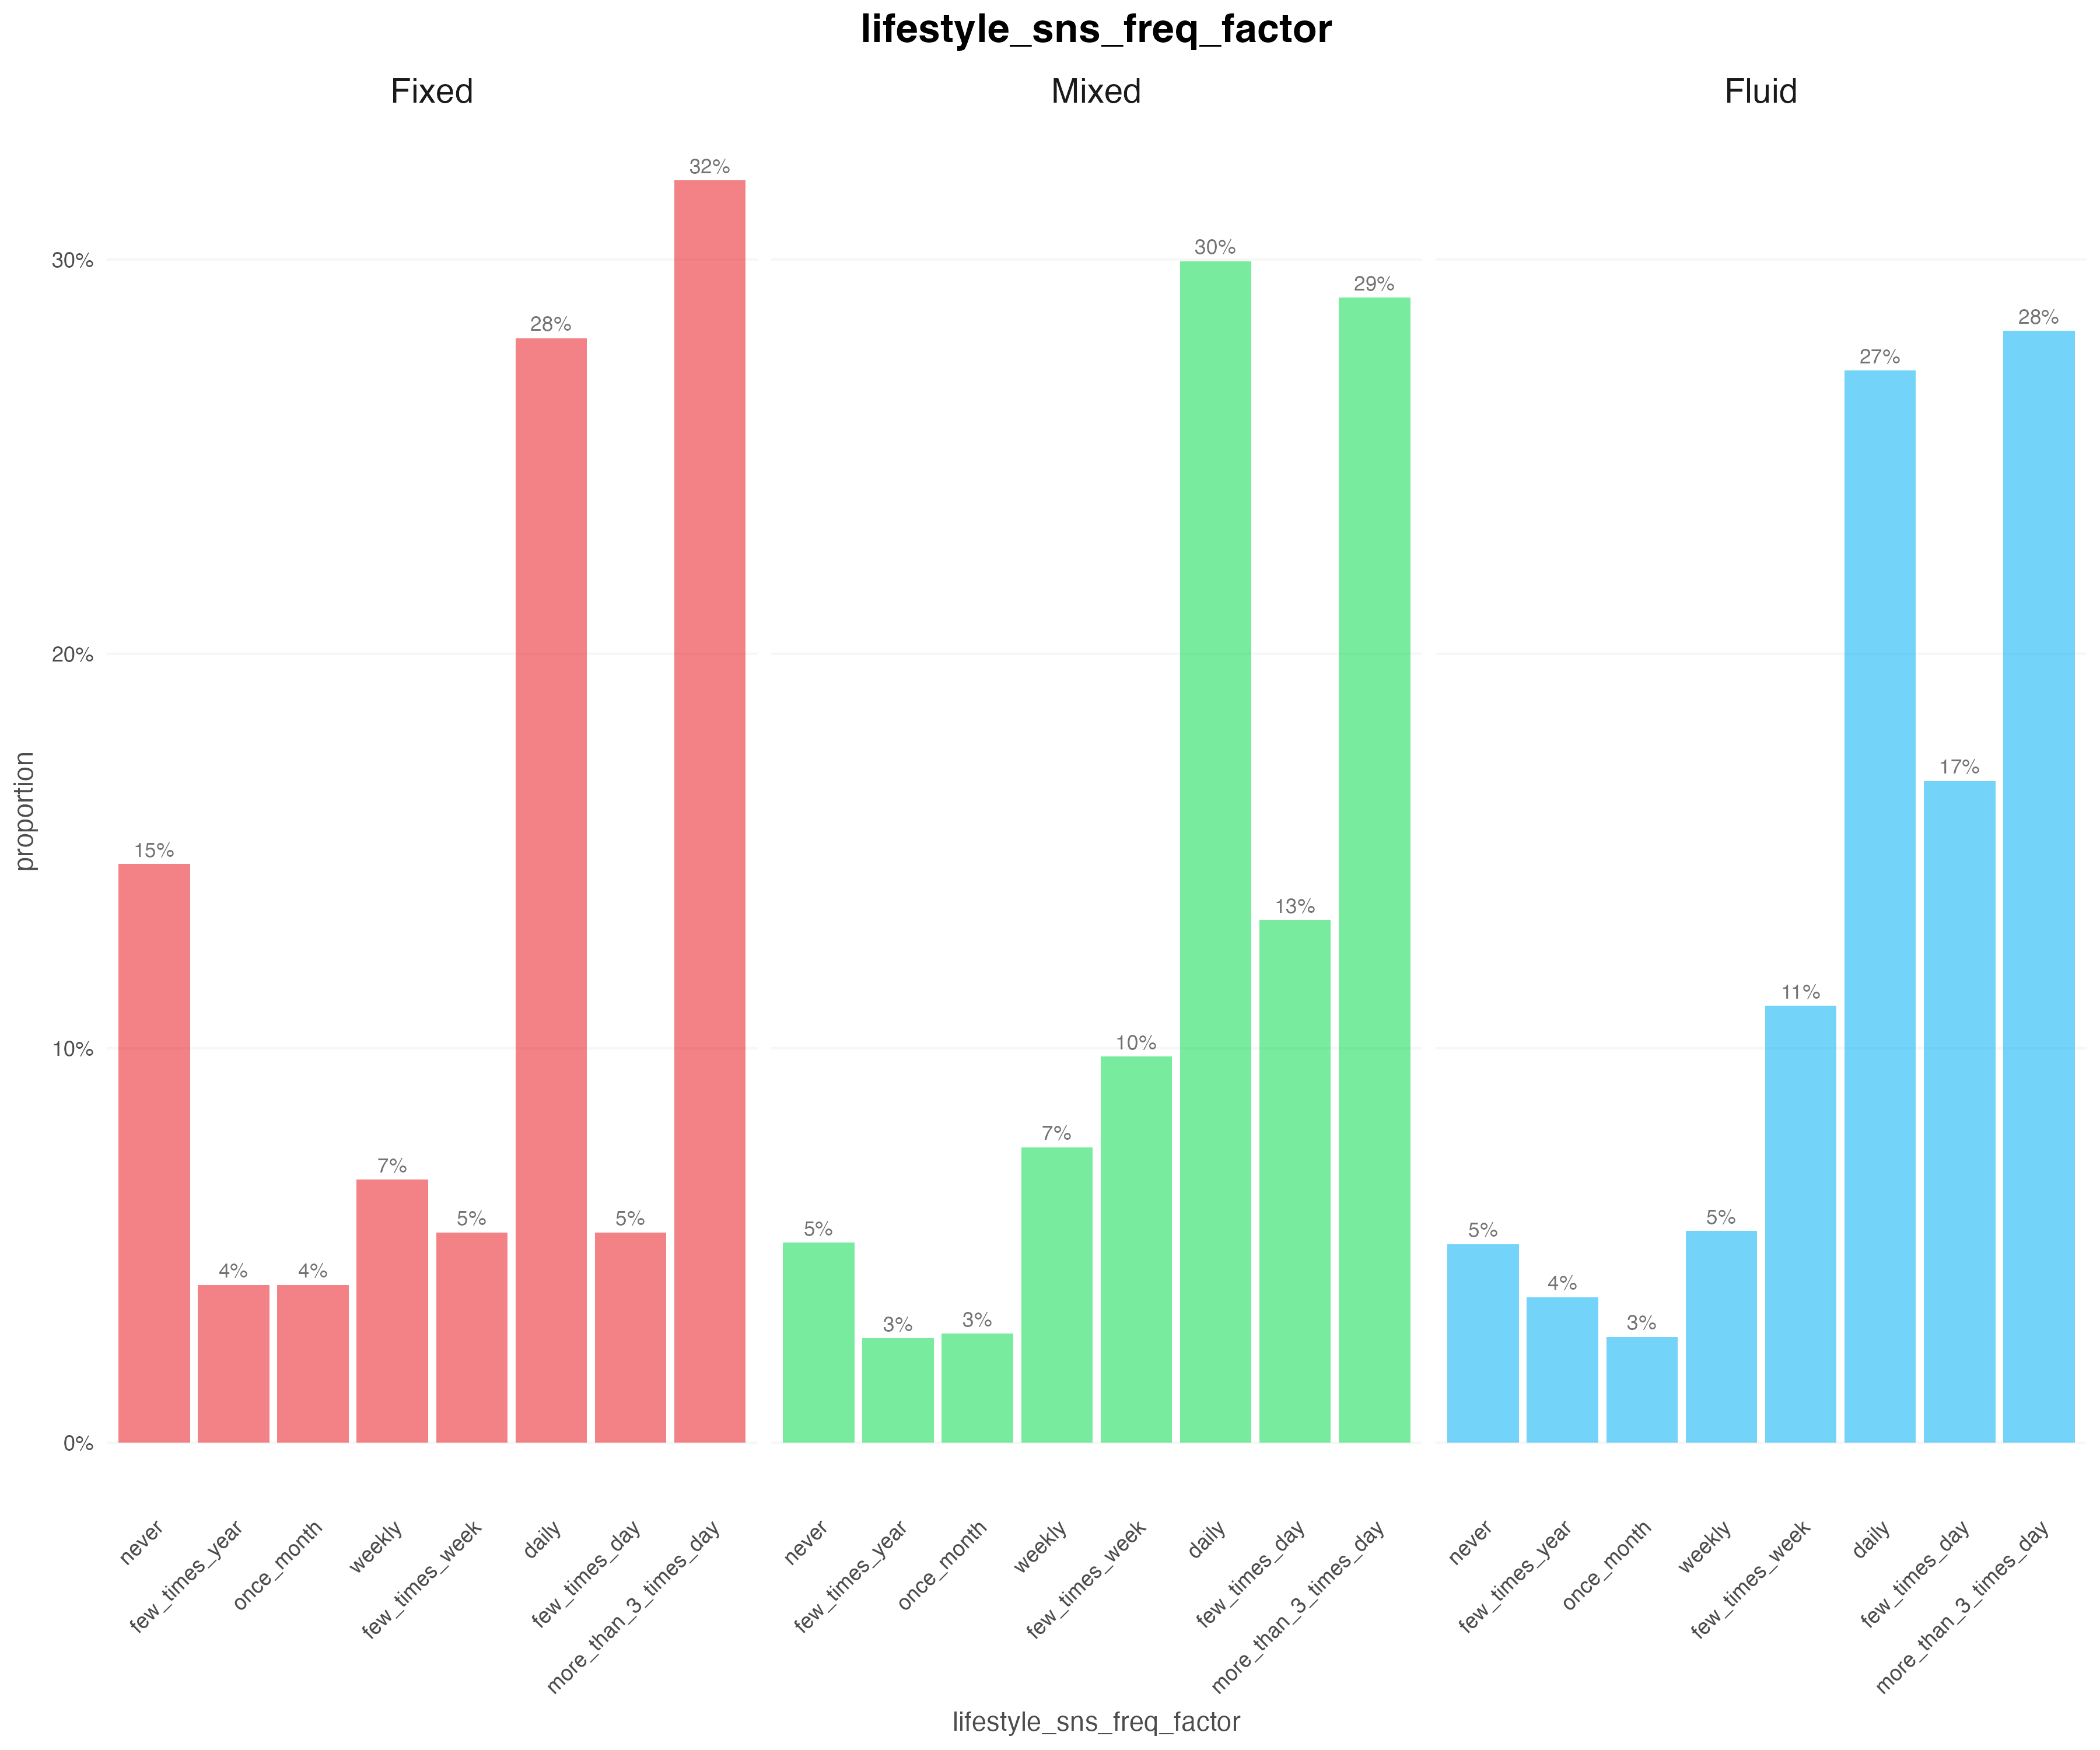 lifestyle_sns_freq_factor
Fixed
Mixed
Fluid
proportion
30%
20%
10%
0%
15%
4%
4%
7%
5%
28%
5%
32%
5%
3%
3%
7%
10%
30%
13%
29%
5%
4%
3%
5%
11%
27%
17%
28%
never
few_times_year
once_month
weekly
few_times_week
daily
few_times_day
more_than_3_times_day
never
few_times_year
once_month
weekly
few_times_week
daily
few_times_day
more_than_3_times_day
never
few_times_year
once_month
weekly
few_times_week
daily
few_times_day
more_than_3_times_day
lifestyle_sns_freq_factor